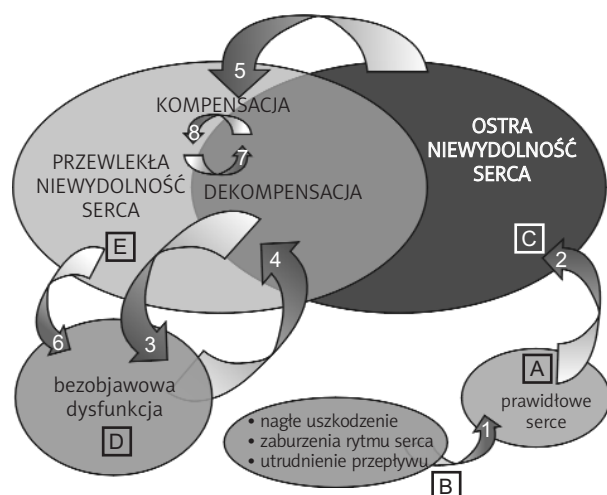 5
KOMPENSACJA
8
7
PRZEWLEKŁA
NIEWYDOLNOŚĆ
SERCA
DEKOMPENSACJA
OSTRA
NIEWYDOLNOŚĆ
SERCA
E
C
4
2
6
3
bezobjawowa
dysfunkcja
D
A
prawidłowe
serce
• nagłe uszkodzenie
• zaburzenia rytmu serca
• utrudnienie przepływu
1
B